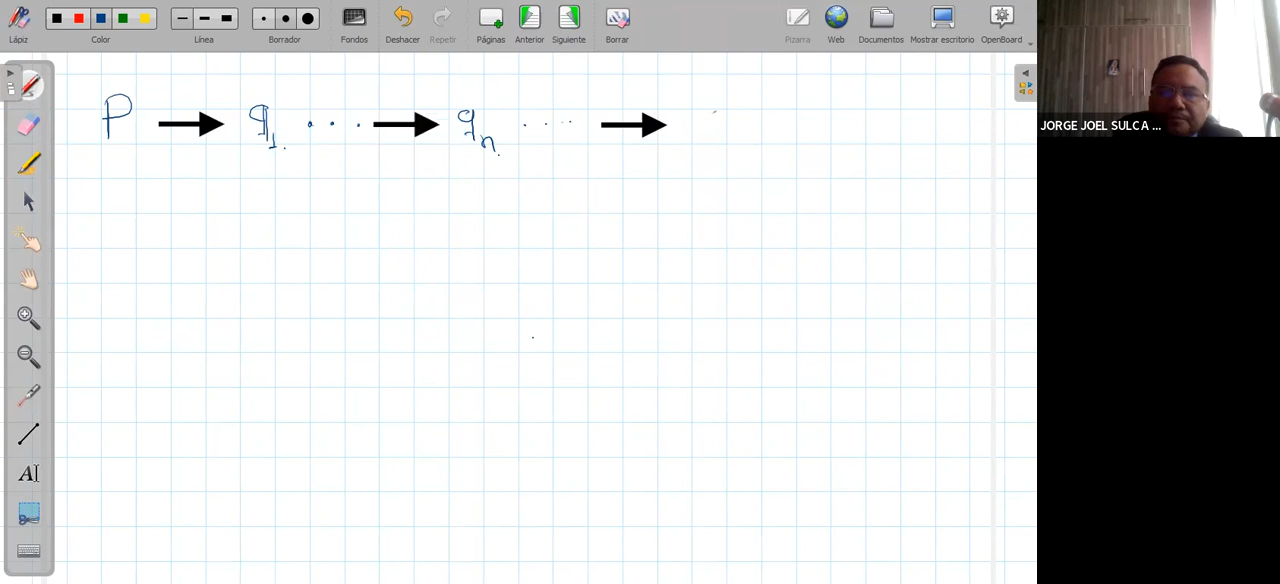 Lápiz Color Línea Borrador Fondos Deshacer Repetir Páginas Anterior Siguiente Borrar Pizarra Web Documentos Mostrar escritorio OpenBoard
P → q₁ . . . → qₙ . . . . →
JORGE JOEL SULC A ...
A